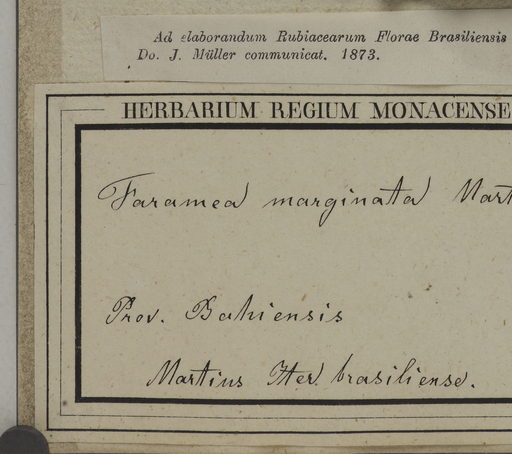 Ad elaborandum Rubiacearum Florae Brasiliensis
Do. J. Müller communicat. 1873.
HERBARIUM REGIUM MONACENSE
Faramea marginata Mart
Prov. Bahiensis
Martius Iter brasiliense.